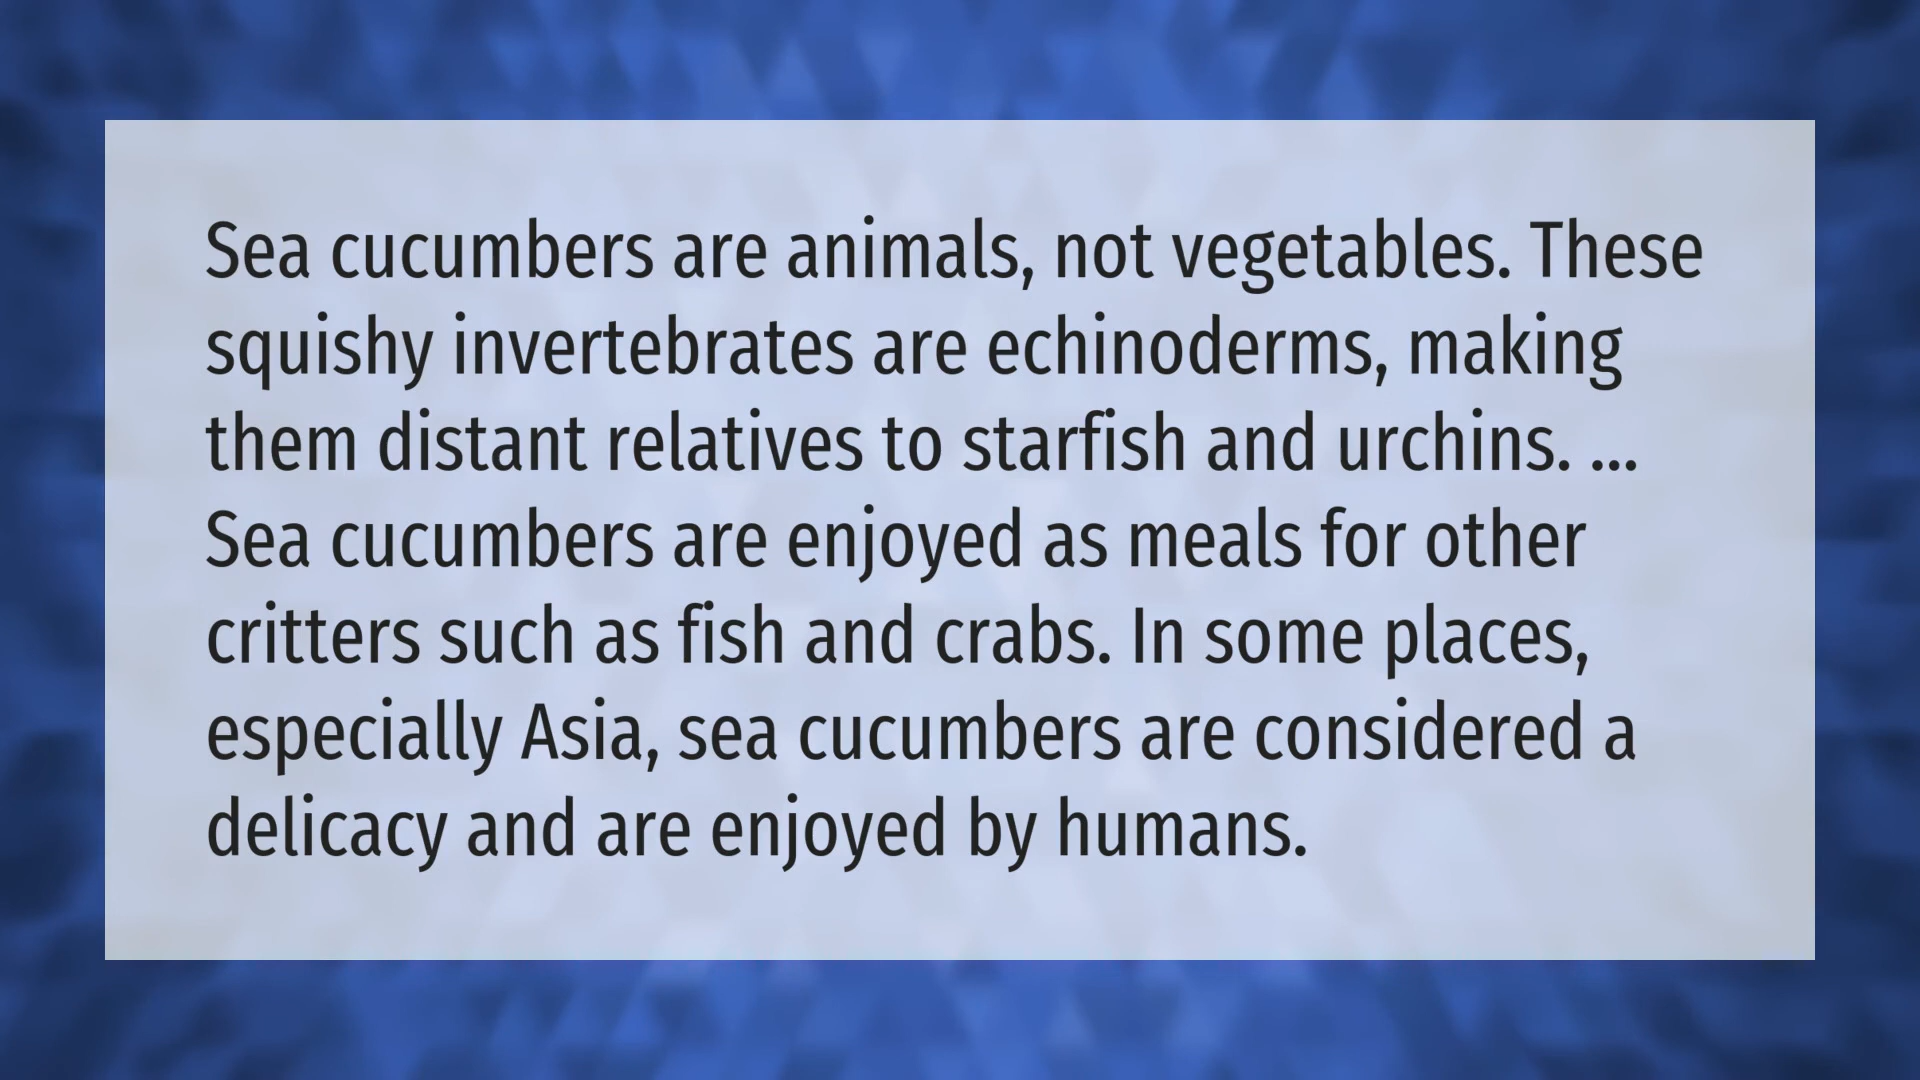 Sea cucumbers are animals, not vegetables. These
squishy invertebrates are echinoderms, making
them distant relatives to starfish and urchins. ...
Sea cucumbers are enjoyed as meals for other
critters such as fish and crabs. In some places,
especially Asia, sea cucumbers are considered a
delicacy and are enjoyed by humans.